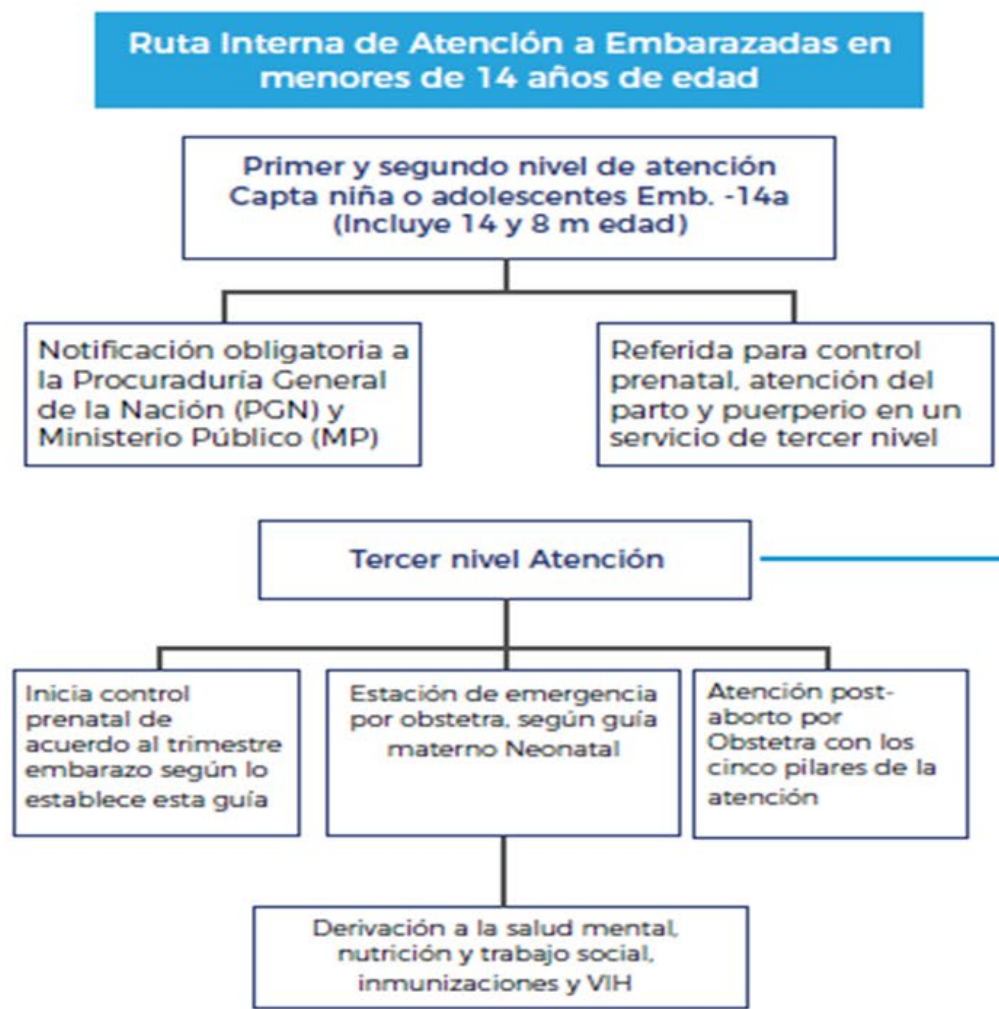 Ruta Interna de Atención a Embarazadas en
menores de 14 años de edad
Primer y segundo nivel de atención
Capta niña o adolescentes Emb. -14a
(Incluye 14 y 8 m edad)
Notificación obligatoria a
la Procuraduría General
de la Nación (PGN) y
Ministerio Público (MP)
Referida para control
prenatal, atención del
parto y puerperio en un
servicio de tercer nivel
Tercer nivel Atención
Inicia control
prenatal de
acuerdo al trimestre
embarazo según lo
establece esta guía
Estación de emergencia
por obstetra, según guía
materno Neonatal
Atención post-
aborto por
Obstetra con los
cinco pilares de la
atención
Derivación a la salud mental,
nutrición y trabajo social,
inmunizaciones y VIH